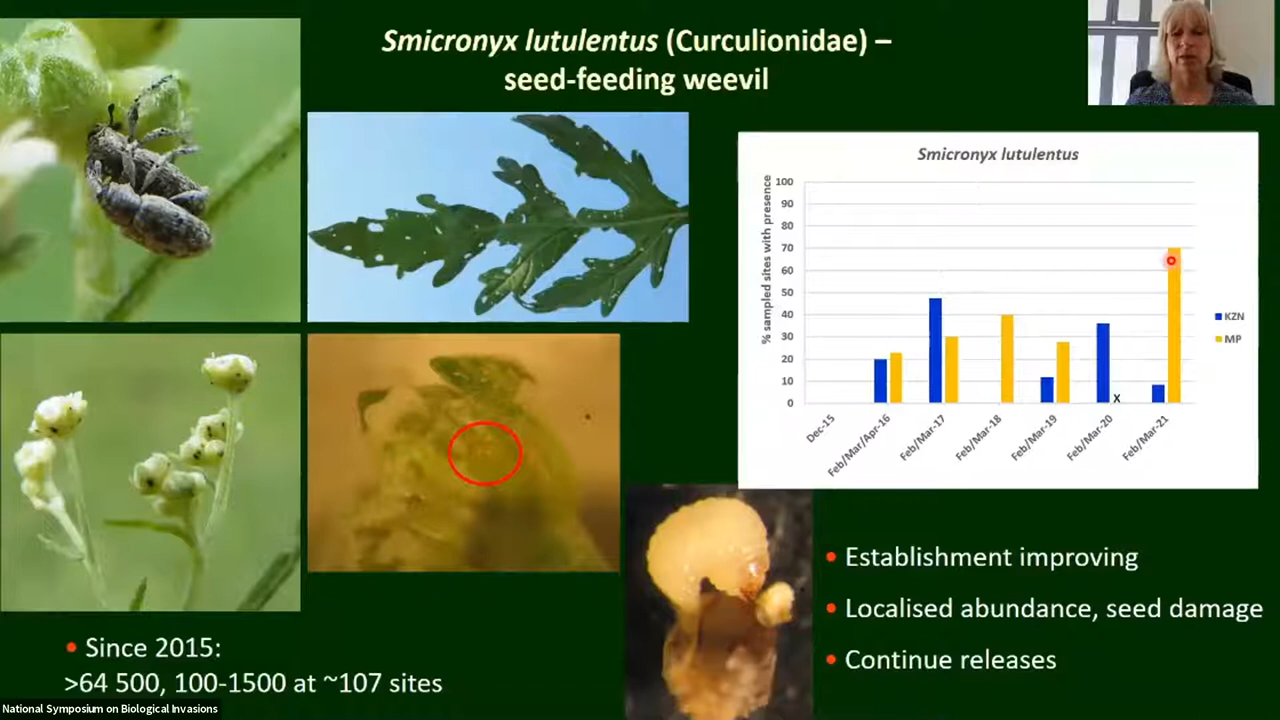 Smicronyx lutulentus (Curculionidae) –
seed-feeding weevil
Smicronyx lutulentus
% sampled sites with presence
100
90
80
70
60
50
40
30
20
10
0
x
Dec-15
Feb/Mar/Apr-16
Feb/Mar-17
Feb/Mar-18
Feb/Mar-19
Feb/Mar-20
Feb/Mar-21
KZN
MP
• Establishment improving
• Localised abundance, seed damage
• Continue releases
• Since 2015:
>64 500, 100-1500 at ~107 sites
National Symposium on Biological Invasions